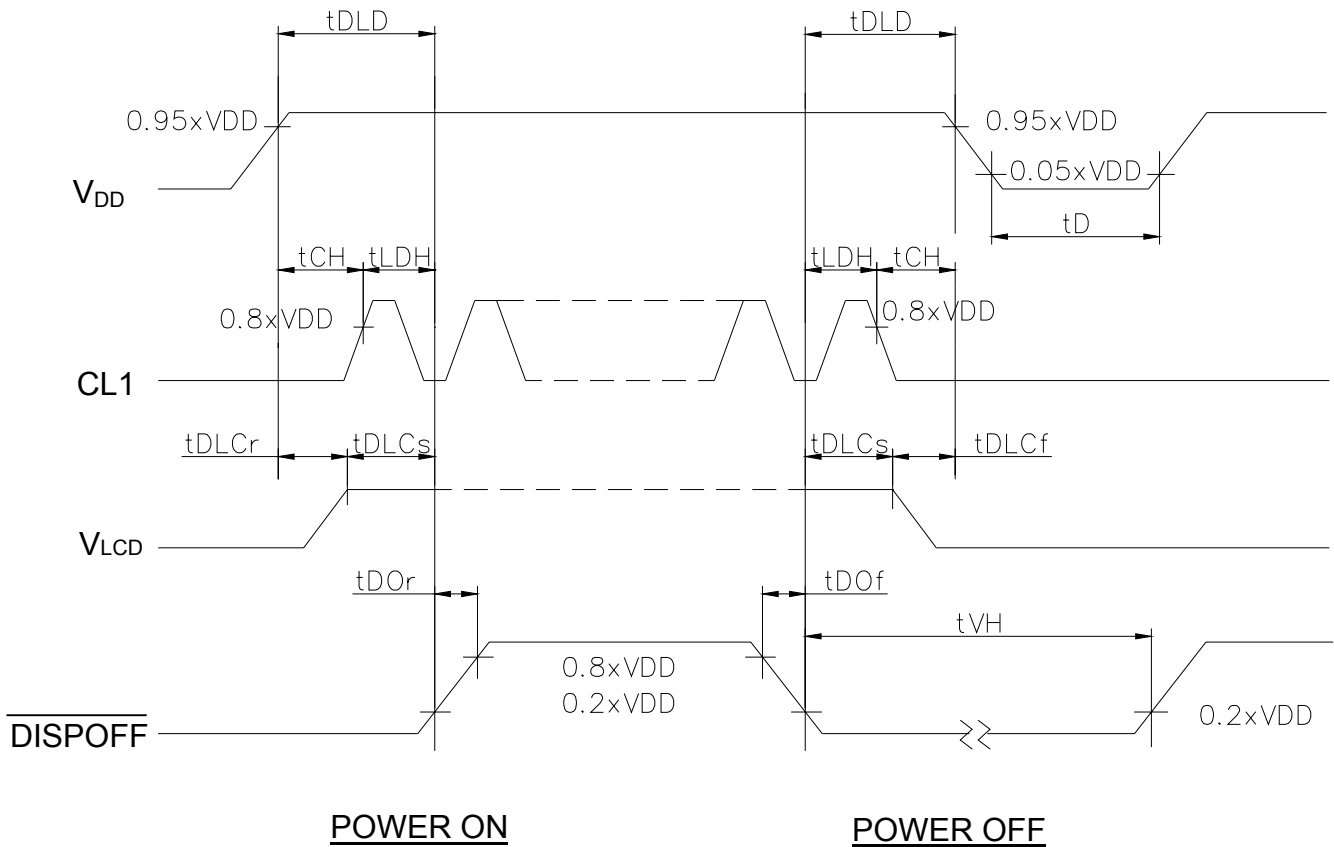 tDLD tDLD
0.95xVDD 0.95xVDD
0.05xVDD
VDD
tD
tCH tLDH tLDH tCH
0.8xVDD 0.8xVDD
CL1
tDLCr tDLCs tDLCs tDLCf
VLCD
tDOr tDOf
tVH
0.8xVDD
0.2xVDD 0.2xVDD
DISPOFF
POWER ON POWER OFF